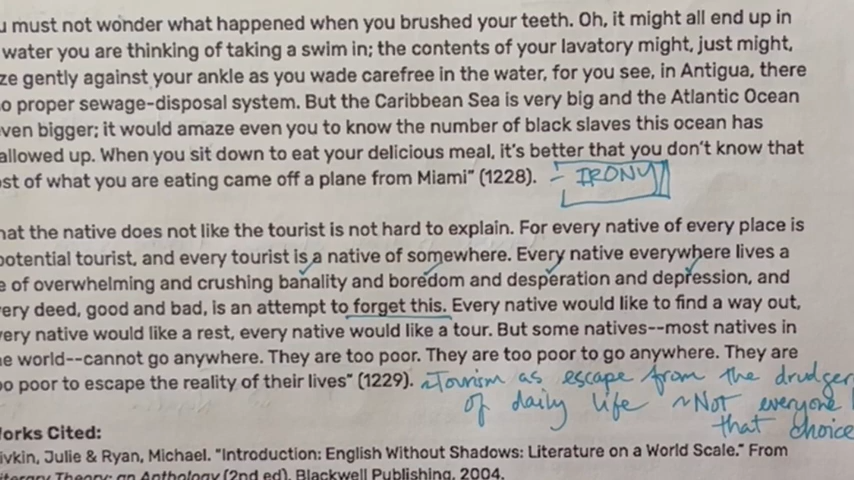 must not wonder what happened when you brushed your teeth. Oh, it might all end up in
water you are thinking of taking a swim in; the contents of your lavatory might, just might,
gently against your ankle as you wade carefree in the water, for you see, in Antigua, there
proper sewage-disposal system. But the Caribbean Sea is very big and the Atlantic Ocean
bigger; it would amaze even you to know the number of black slaves this ocean has
allowed up. When you sit down to eat your delicious meal, it's better that you don't know that
of what you are eating came off a plane from Miami" (1228). - IRONY
hat the native does not like the tourist is not hard to explain. For every native of every place is
potential tourist, and every tourist is a native of somewhere. Every native everywhere lives a
of overwhelming and crushing banality and boredom and desperation and depression, and
ery deed, good and bad, is an attempt to forget this. Every native would like to find a way out,
very native would like a rest, every native would like a tour. But some natives--most natives in
world--cannot go anywhere. They are too poor. They are too poor to go anywhere. They are
oo poor to escape the reality of their lives" (1229). ~Tourism as escape from the drudger
of daily life ~Not everyone
that choice
orks Cited:
ivkin, Julie & Ryan, Michael. "Introduction: English Without Shadows: Literature on a World Scale." From
iterary Theory: an Anthology (2nd ed). Blackwell Publishing, 2004.